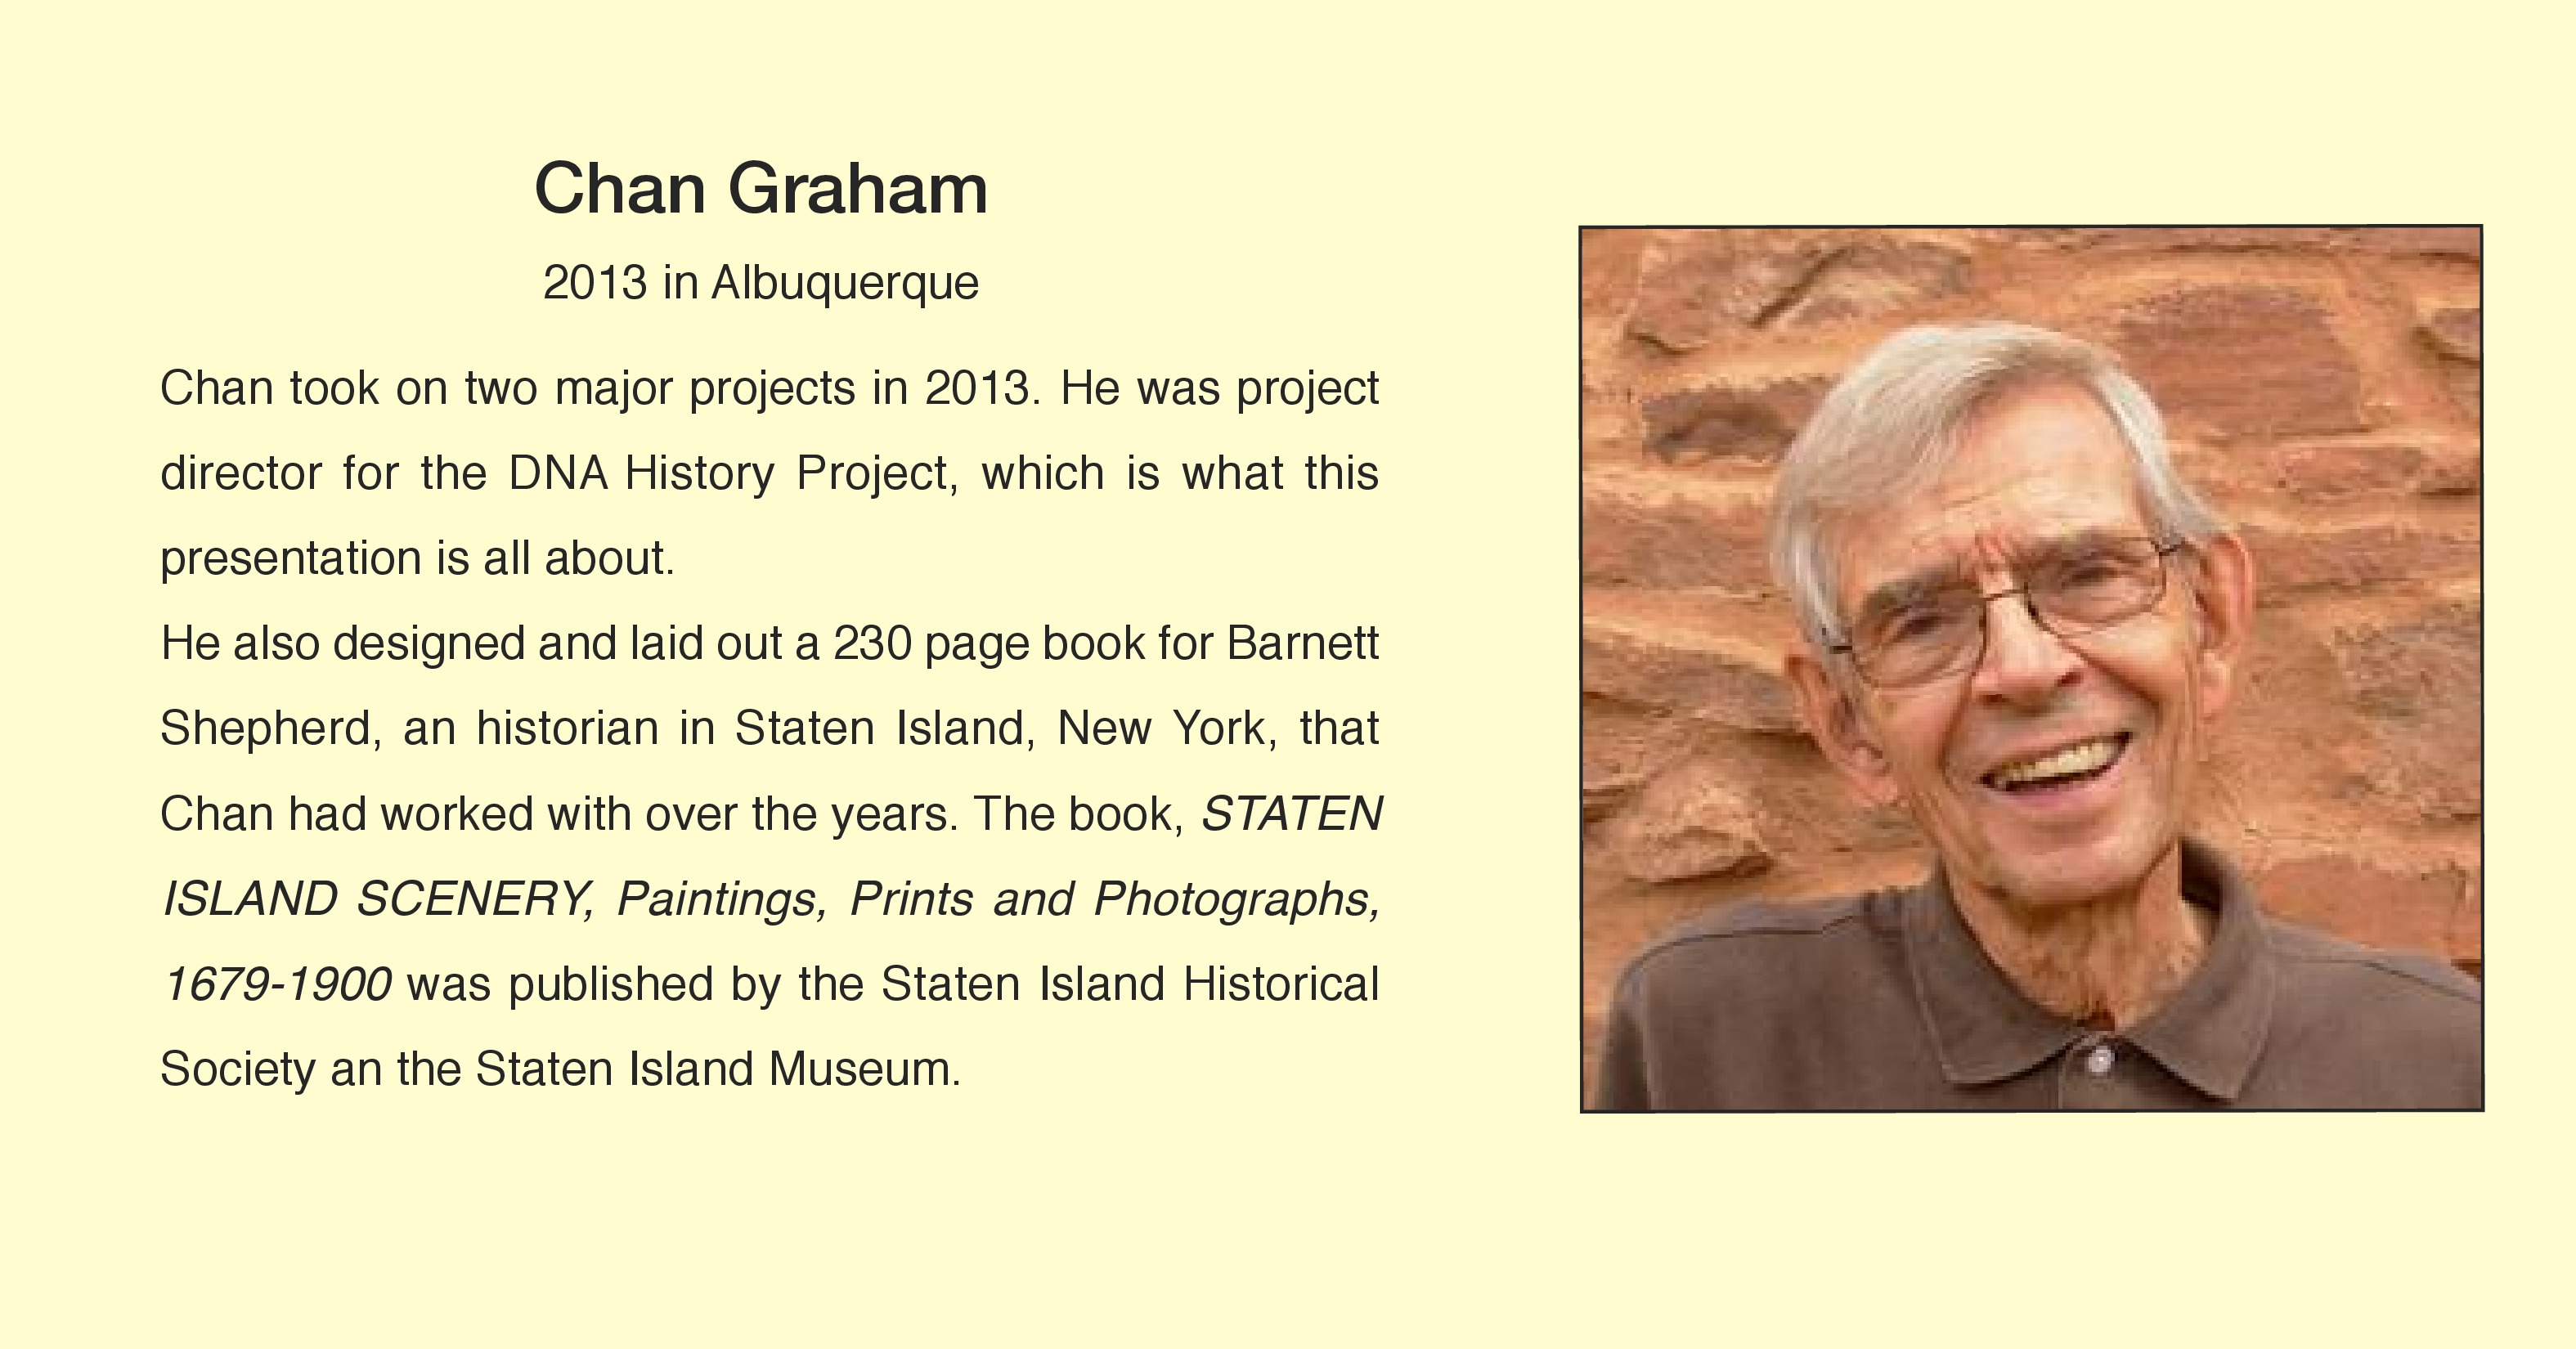 Chan Graham
2013 in Albuquerque
Chan took on two major projects in 2013. He was project
director for the DNA History Project, which is what this
presentation is all about.
He also designed and laid out a 230 page book for Barnett
Shepherd, an historian in Staten Island, New York, that
Chan had worked with over the years. The book, STATEN
ISLAND SCENERY, Paintings, Prints and Photographs,
1679-1900 was published by the Staten Island Historical
Society an the Staten Island Museum.